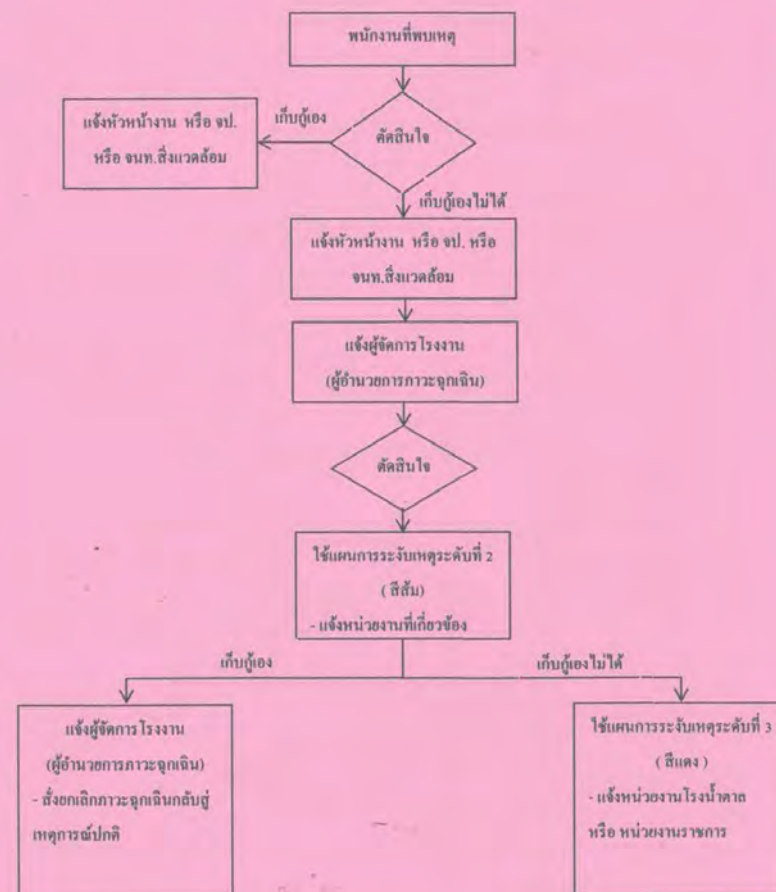 พนักงานที่พบเหตุ
เก็บกู้เอง
แจ้งหัวหน้างาน หรือ จป.
หรือ จนท.สิ่งแวดล้อม
ตัดสินใจ
เก็บกู้เองไม่ได้
แจ้งหัวหน้างาน หรือ จป. หรือ
จนท.สิ่งแวดล้อม
แจ้งผู้จัดการโรงงาน
(ผู้อำนวยการภาวะฉุกเฉิน)
ตัดสินใจ
ใช้แผนการระงับเหตุระดับที่ 2
( สีส้ม)
- แจ้งหน่วยงานที่เกี่ยวข้อง
เก็บกู้เอง
เก็บกู้เองไม่ได้
แจ้งผู้จัดการโรงงาน
(ผู้อำนวยการภาวะฉุกเฉิน)
- สั่งยกเลิกภาวะฉุกเฉินกลับสู่
เหตุการณ์ปกติ
ใช้แผนการระงับเหตุระดับที่ 3
( สีแดง )
- แจ้งหน่วยงานโรงน้ำตาล
หรือ หน่วยงานราชการ